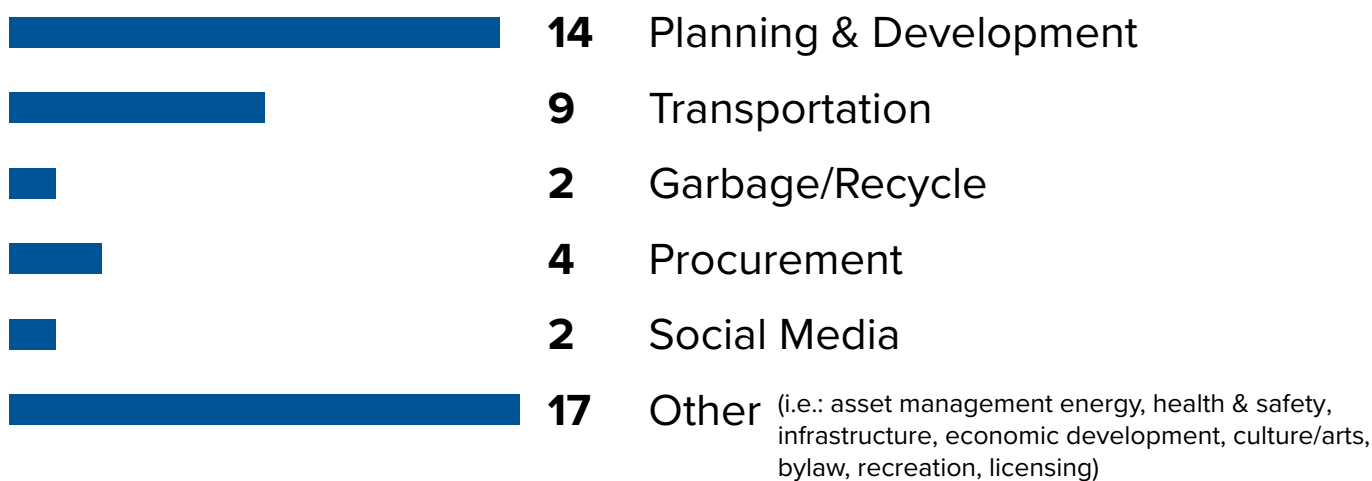 14 Planning & Development
9 Transportation
2 Garbage/Recycle
4 Procurement
2 Social Media
17 Other (i.e.: asset management energy, health & safety,
infrastructure, economic development, culture/arts,
bylaw, recreation, licensing)